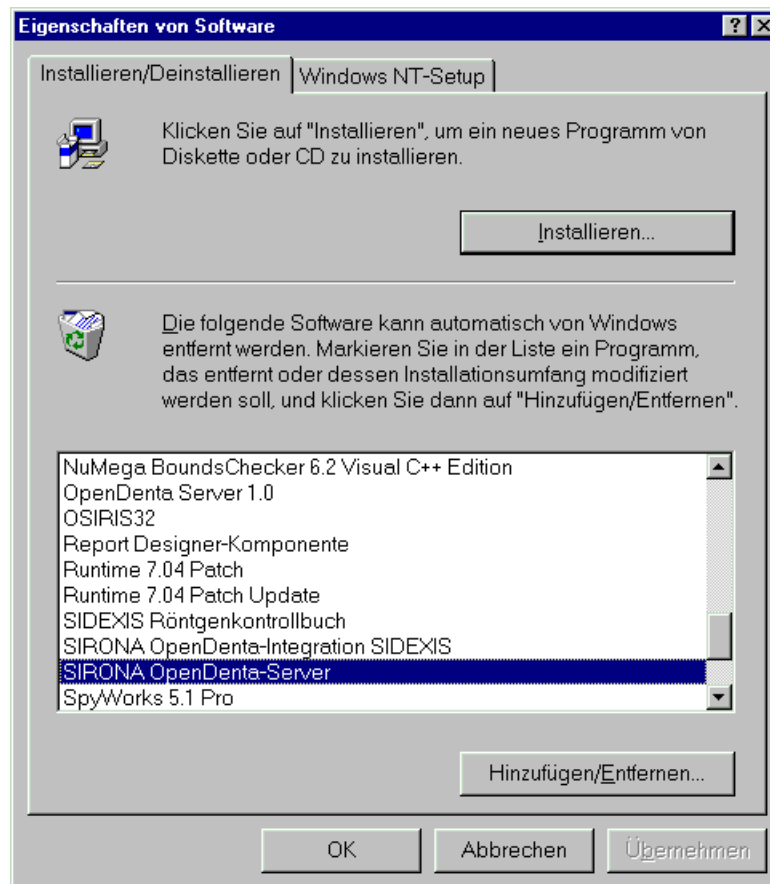 Eigenschaften von Software
Installieren/Deinstallieren
Windows NT-Setup
Klicken Sie auf "Installieren", um ein neues Programm von
Diskette oder CD zu installieren.
Installieren...
Die folgende Software kann automatisch von Windows
entfernt werden. Markieren Sie in der Liste ein Programm,
das entfernt oder dessen Installationsumfang modifiziert
werden soll, und klicken Sie dann auf "Hinzufügen/Entfernen".
NuMega BoundsChecker 6.2 Visual C++ Edition
OpenDenta Server 1.0
OSIRIS32
Report Designer-Komponente
Runtime 7.04 Patch
Runtime 7.04 Patch Update
SIDEXIS Röntgenkontrollbuch
SIRONA OpenDenta-Integration SIDEXIS
SIRONA OpenDenta-Server
SpyWorks 5.1 Pro
Hinzufügen/Entfernen...
OK
Abbrechen
Übernehmen